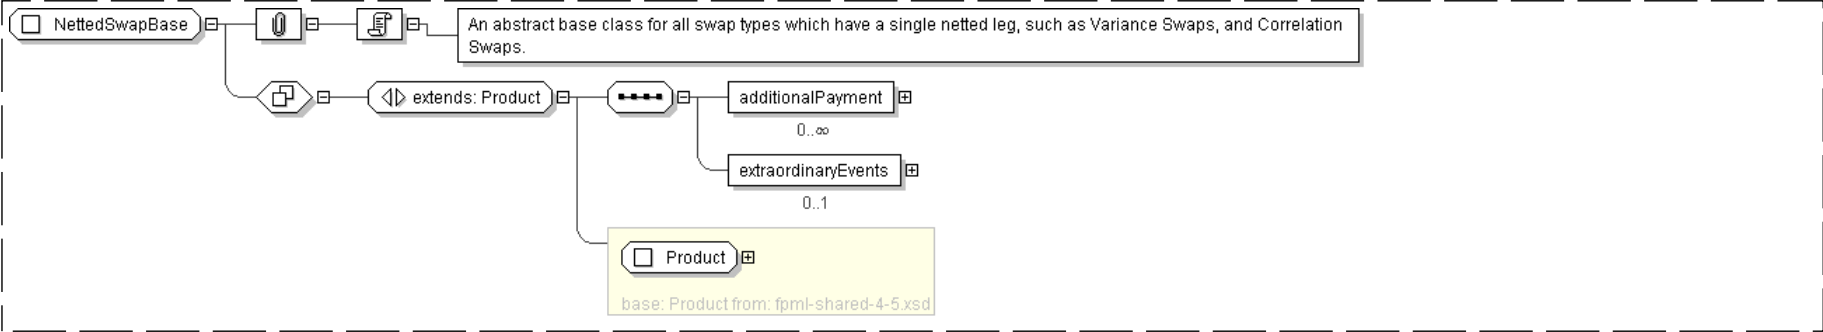 NettedSwapBase
An abstract base class for all swap types which have a single netted leg, such as Variance Swaps, and Correlation
Swaps.
extends: Product
additionalPayment
0..∞
extraordinaryEvents
0..1
Product
base: Product from: fpml-shared-4-5.xsd